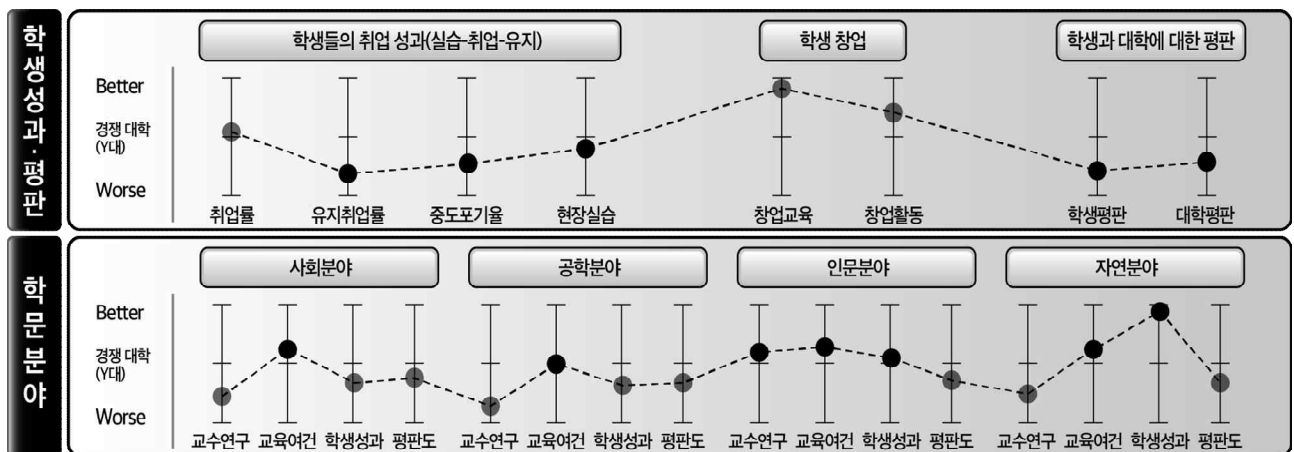 학생성과·평판
학생들의 취업 성과(실습-취업-유지)
학생 창업
학생과 대학에 대한 평판
Better
경쟁 대학
(Y대)
Worse
취업률
유지취업률
중도포기율
현장실습
창업교육
창업활동
학생평판
대학평판
학문분야
사회분야
공학분야
인문분야
자연분야
Better
경쟁 대학
(Y대)
Worse
교수연구 교육여건 학생성과 평판도
교수연구 교육여건 학생성과 평판도
교수연구 교육여건 학생성과 평판도
교수연구 교육여건 학생성과 평판도